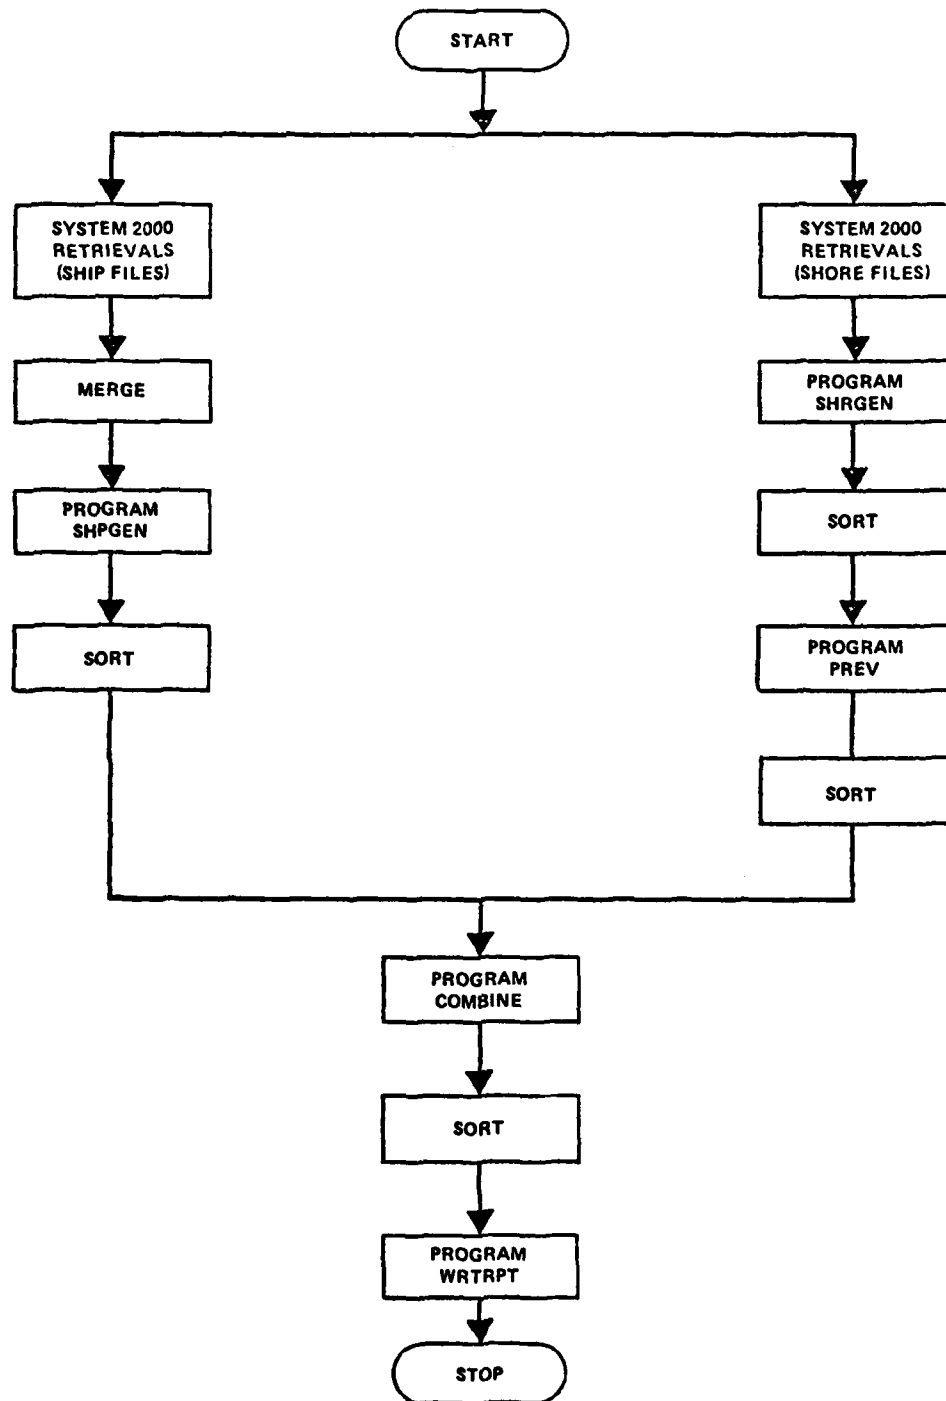 START
SYSTEM 2000
RETRIEVALS
(SHIP FILES)
MERGE
PROGRAM
SHPGEN
SORT
SYSTEM 2000
RETRIEVALS
(SHORE FILES)
PROGRAM
SHRGEN
SORT
PROGRAM
PREV
SORT
PROGRAM
COMBINE
SORT
PROGRAM
WRTRPT
STOP